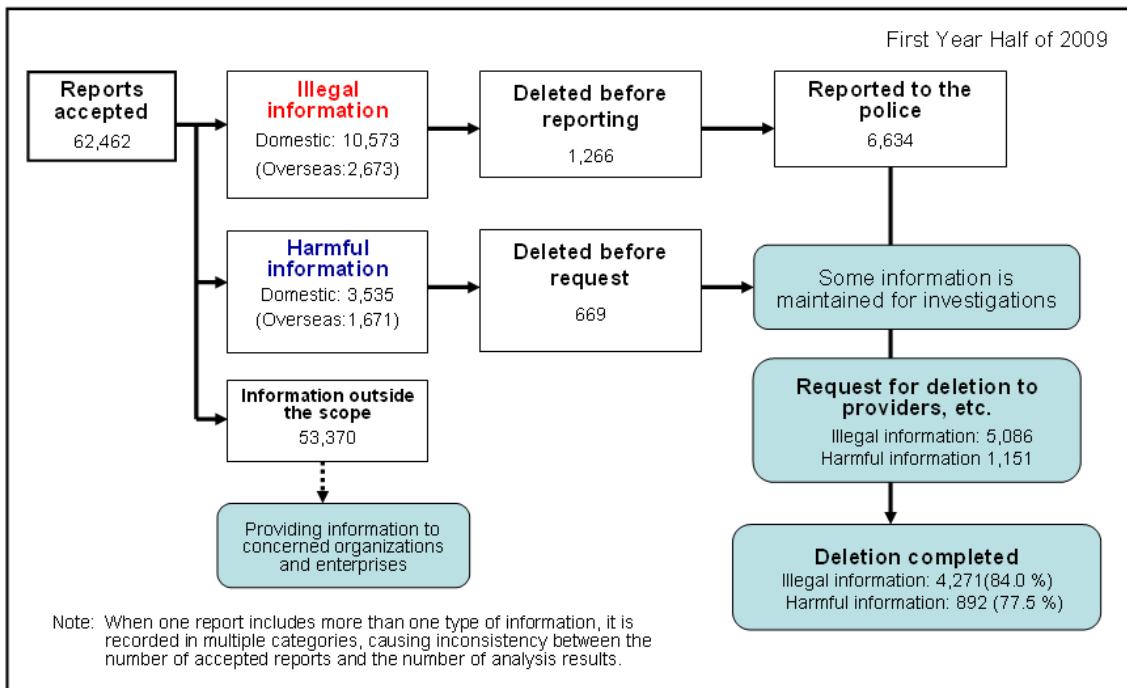 First Year Half of 2009
Reports
accepted
62,462
Illegal
information
Domestic: 10,573
(Overseas:2,673)
Deleted before
reporting
1,266
Reported to the
police
6,634
Harmful
information
Domestic: 3,535
(Overseas:1,671)
Deleted before
request
669
Some information is
maintained for investigations
Information outside
the scope
53,370
Request for deletion to
providers, etc.
Illegal information: 5,086
Harmful information 1,151
Providing information to
concerned organizations
and enterprises
Deletion completed
Illegal information: 4,271(84.0 %)
Harmful information: 892 (77.5 %)
Note: When one report includes more than one type of information, it is
recorded in multiple categories, causing inconsistency between the
number of accepted reports and the number of analysis results.